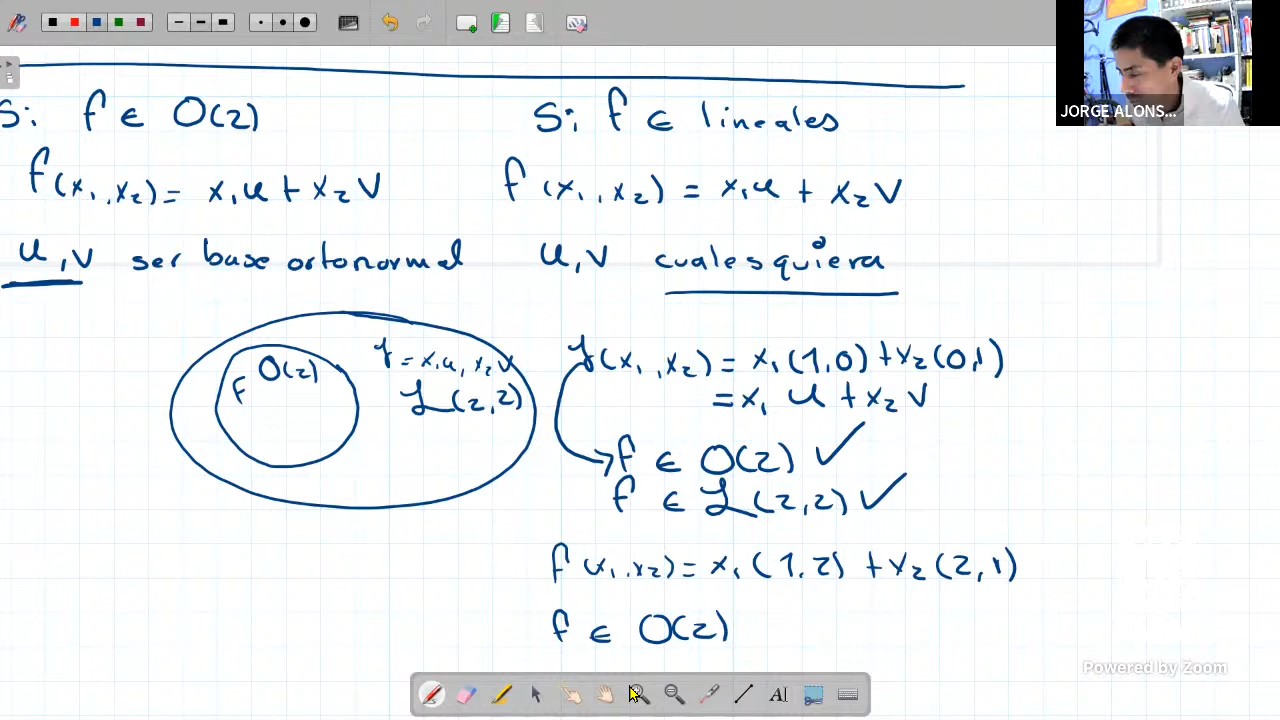 S: f ∈ O(2)
f(x₁,x₂) = x₁u + x₂v
u,v ser base ortonormal
Si f ∈ lineales
f(x₁,x₂) = x₁u + x₂v
u,v cualesquiera
O(2)
f
f = x₁u, x₂v
ℒ(2,2)
f(x₁,x₂) = x₁(1,0) + x₂(0,1)
= x₁ u + x₂ v
f ∈ O(2) ✓
f ∈ ℒ(2,2) ✓
f(x₁,x₂) = x₁(1,2) + x₂(2,1)
f ∈ O(2)
JORGE ALONS...
Powered by Zoom
AI